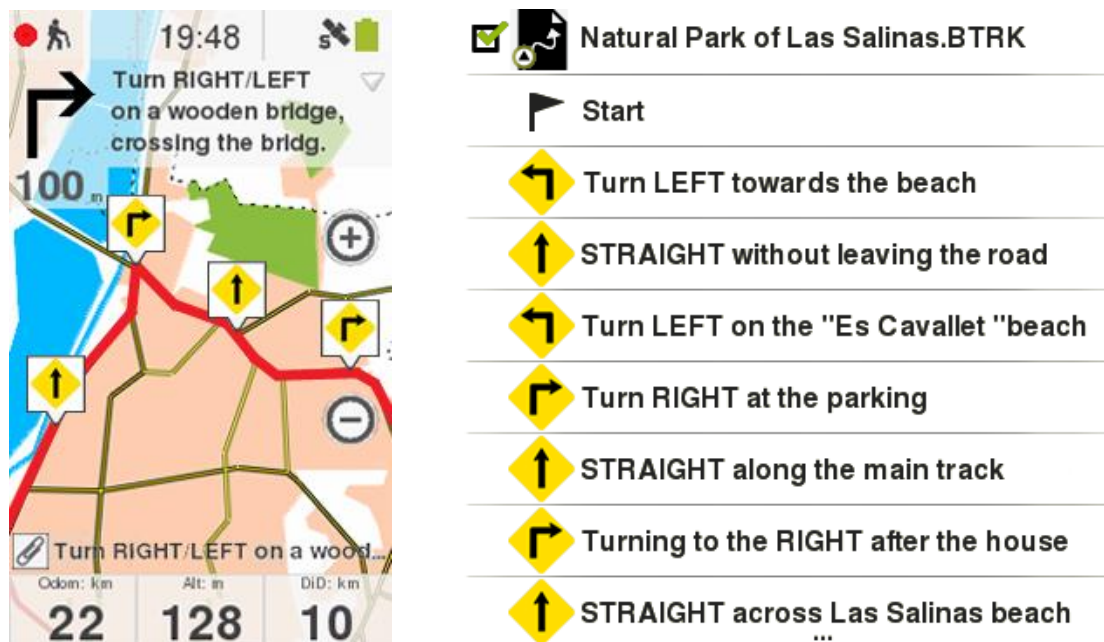 19:48
S
Turn RIGHT/LEFT
on a wooden bridge,
crossing the bridg.
100 m
Turn RIGHT/LEFT on a wood...
Odom: km
Alt: m
DiD: km
22
128
10
Natural Park of Las Salinas.BTRK
Start
Turn LEFT towards the beach
STRAIGHT without leaving the road
Turn LEFT on the "Es Cavallet "beach
Turn RIGHT at the parking
STRAIGHT along the main track
Turning to the RIGHT after the house
STRAIGHT across Las Salinas beach
...